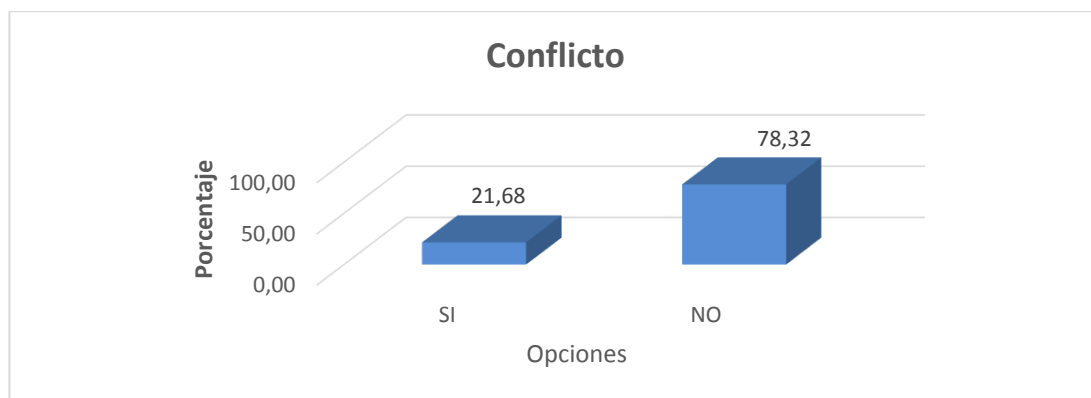 Conflicto
78,32
21,68
Porcentaje
100,00
50,00
0,00
SI
NO
Opciones